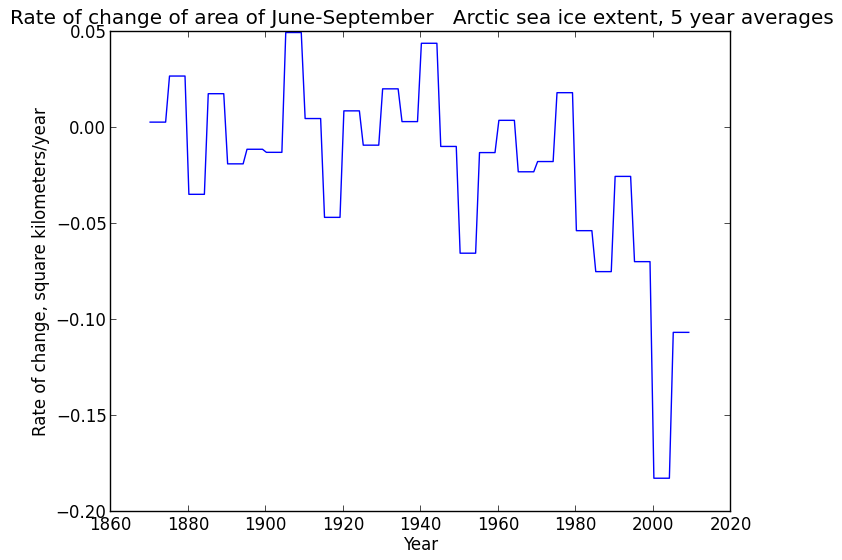 Rate of change of area of June-September   Arctic sea ice extent, 5 year averages
Rate of change, square kilometers/year
0.05
0.00
−0.05
−0.10
−0.15
−0.20
1860 1880 1900 1920 1940 1960 1980 2000 2020
Year